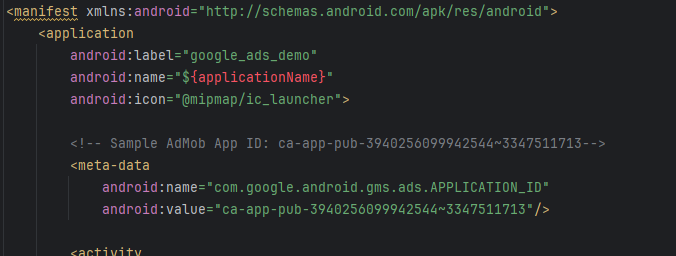 <manifest xmlns:android="http://schemas.android.com/apk/res/android">
<application
android:label="google_ads_demo"
android:name="${applicationName}"
android:icon="@mipmap/ic_launcher">
<!-- Sample AdMob App ID: ca-app-pub-3940256099942544~3347511713-->
<meta-data
android:name="com.google.android.gms.ads.APPLICATION_ID"
android:value="ca-app-pub-3940256099942544~3347511713"/>
<activity